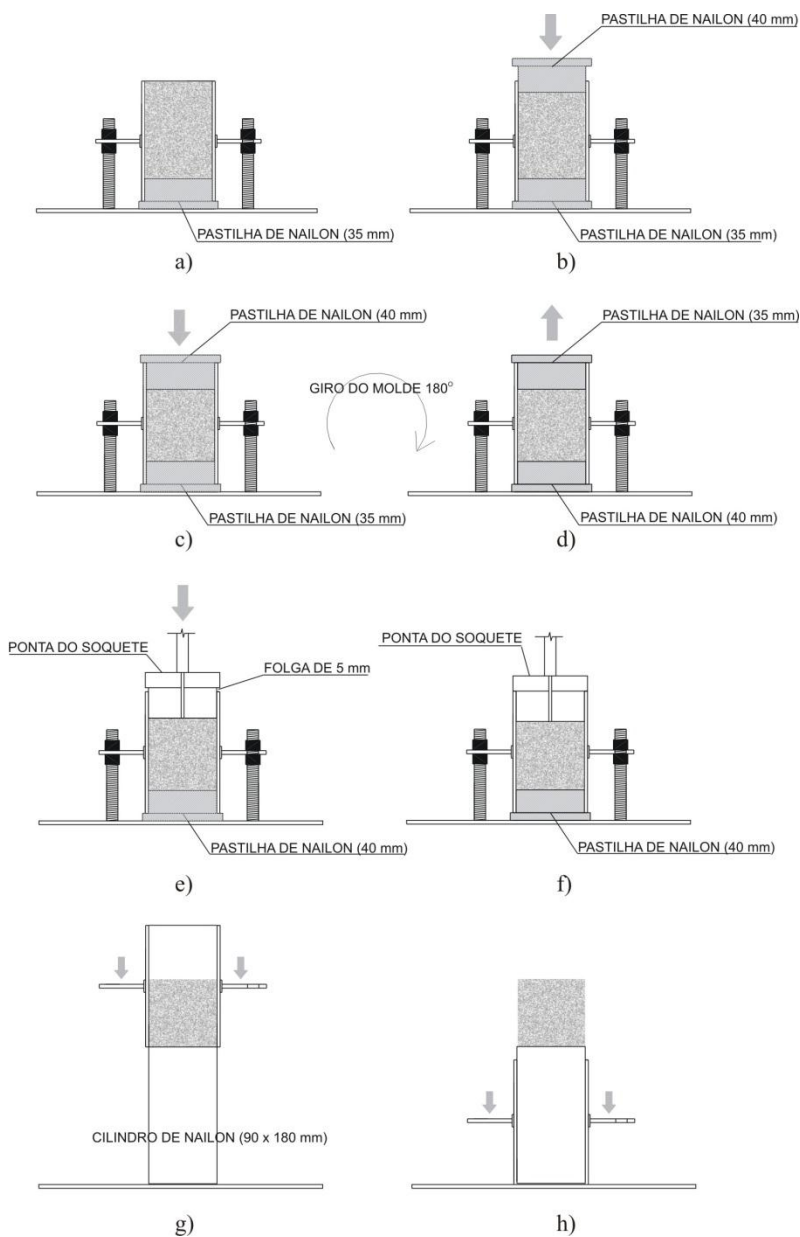 PASTILHA DE NAILON (40 mm)
PASTILHA DE NAILON (35 mm)
a)
PASTILHA DE NAILON (35 mm)
b)
PASTILHA DE NAILON (40 mm)
PASTILHA DE NAILON (35 mm)
GIRO DO MOLDE 180°
PASTILHA DE NAILON (35 mm)
c)
PASTILHA DE NAILON (40 mm)
d)
PONTA DO SOQUETE
FOLGA DE 5 mm
PASTILHA DE NAILON (40 mm)
e)
PONTA DO SOQUETE
PASTILHA DE NAILON (40 mm)
f)
CILINDRO DE NAILON (90 x 180 mm)
g)
h)